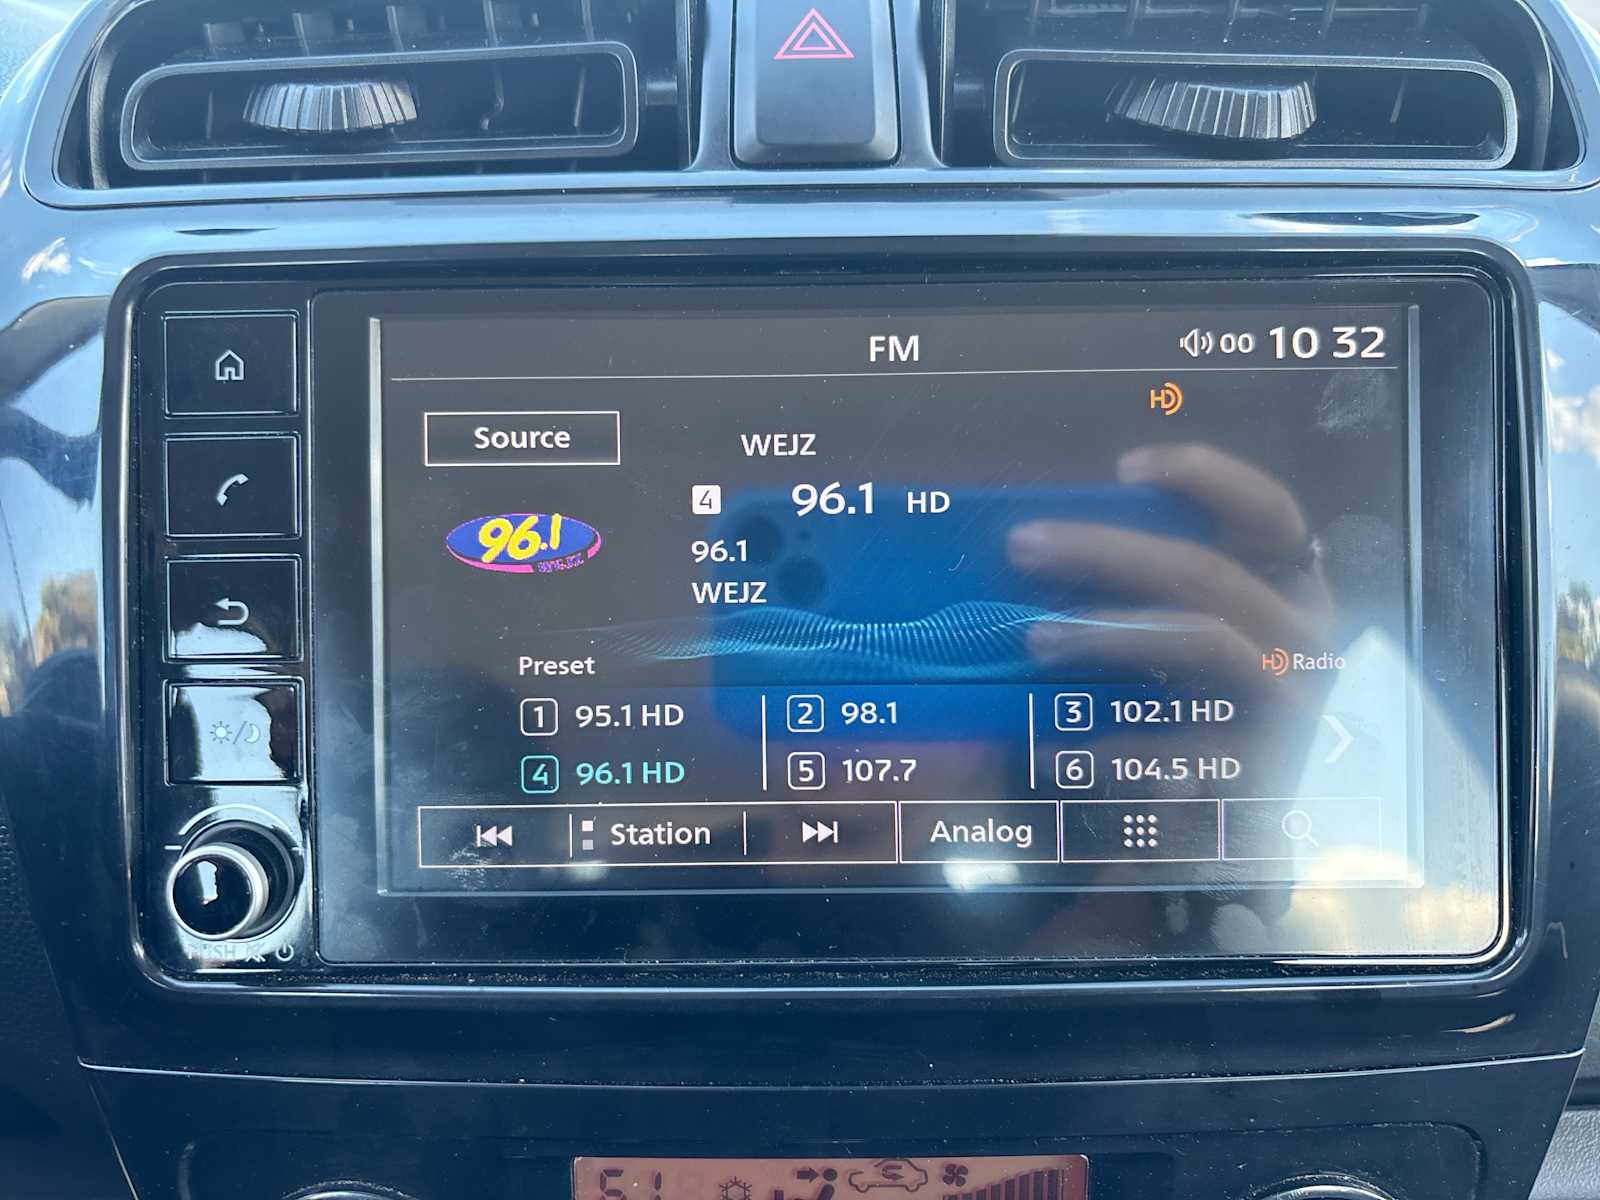 FM
00 10 32
Source
WEJZ
4 96.1 HD
96.1
96.1
WEJZ
Preset
HD Radio
1 95.1 HD
2 98.1
3 102.1 HD
4 96.1 HD
5 107.7
6 104.5 HD
Station
Analog
PUSH
61